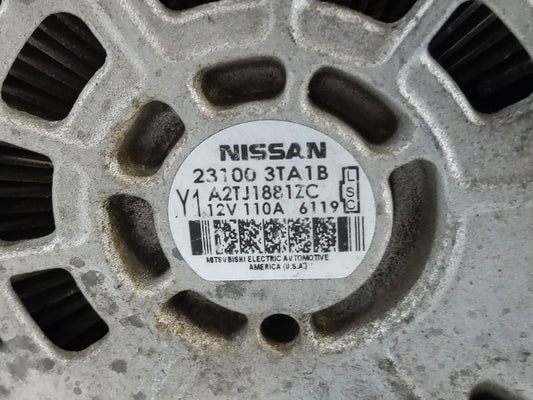 NISSAN
23100 3TA1B
Y1 A2TJ1881ZC
12V 110A 6119
L
S
C
MITSUBISHI ELECTRIC AUTOMOTIVE
AMERICA (U.S.A.)